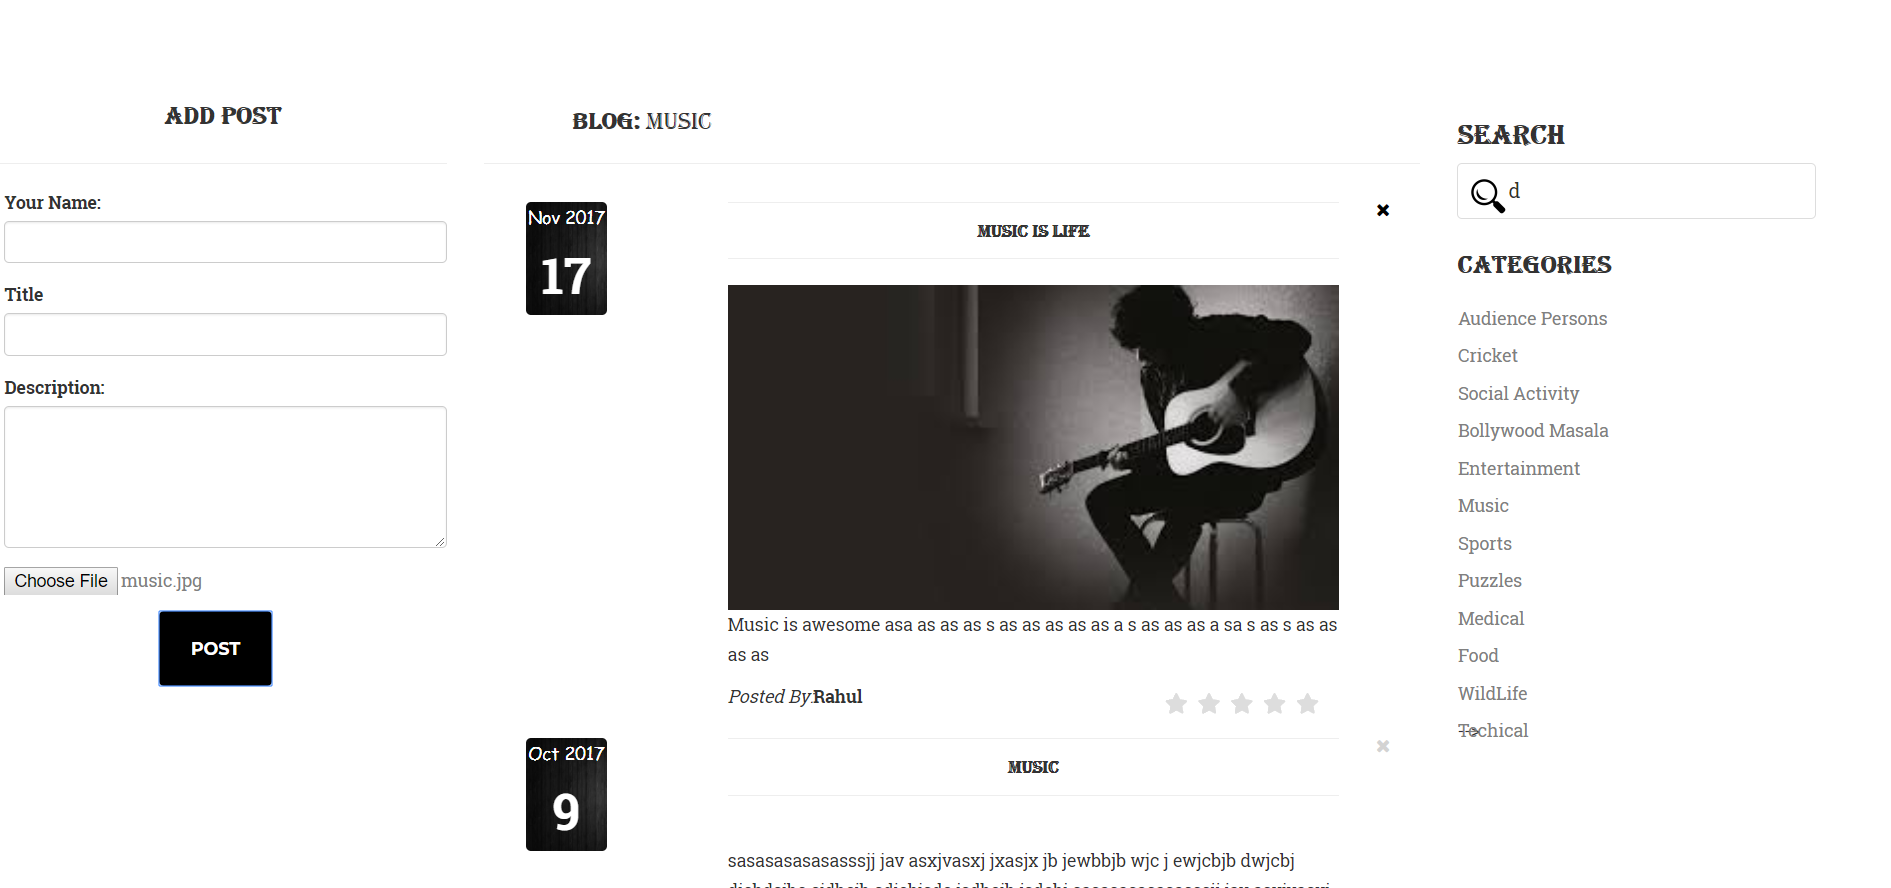 ADD POST
Your Name:
Title
Description:
Choose File music.jpg
POST
BLOG: MUSIC
Nov 2017
17
MUSIC IS LIFE
Music is awesome asa as as as s as as as as as a s as as as a sa s as s as as
as as
Posted By:Rahul
Oct 2017
9
MUSIC
sasasasasasasssjj jav asxjvasxj jxasjx jb jewbbjb wjc j ewjcbjb dwjcbj
SEARCH
d
CATEGORIES
Audience Persons
Cricket
Social Activity
Bollywood Masala
Entertainment
Music
Sports
Puzzles
Medical
Food
WildLife
Techical